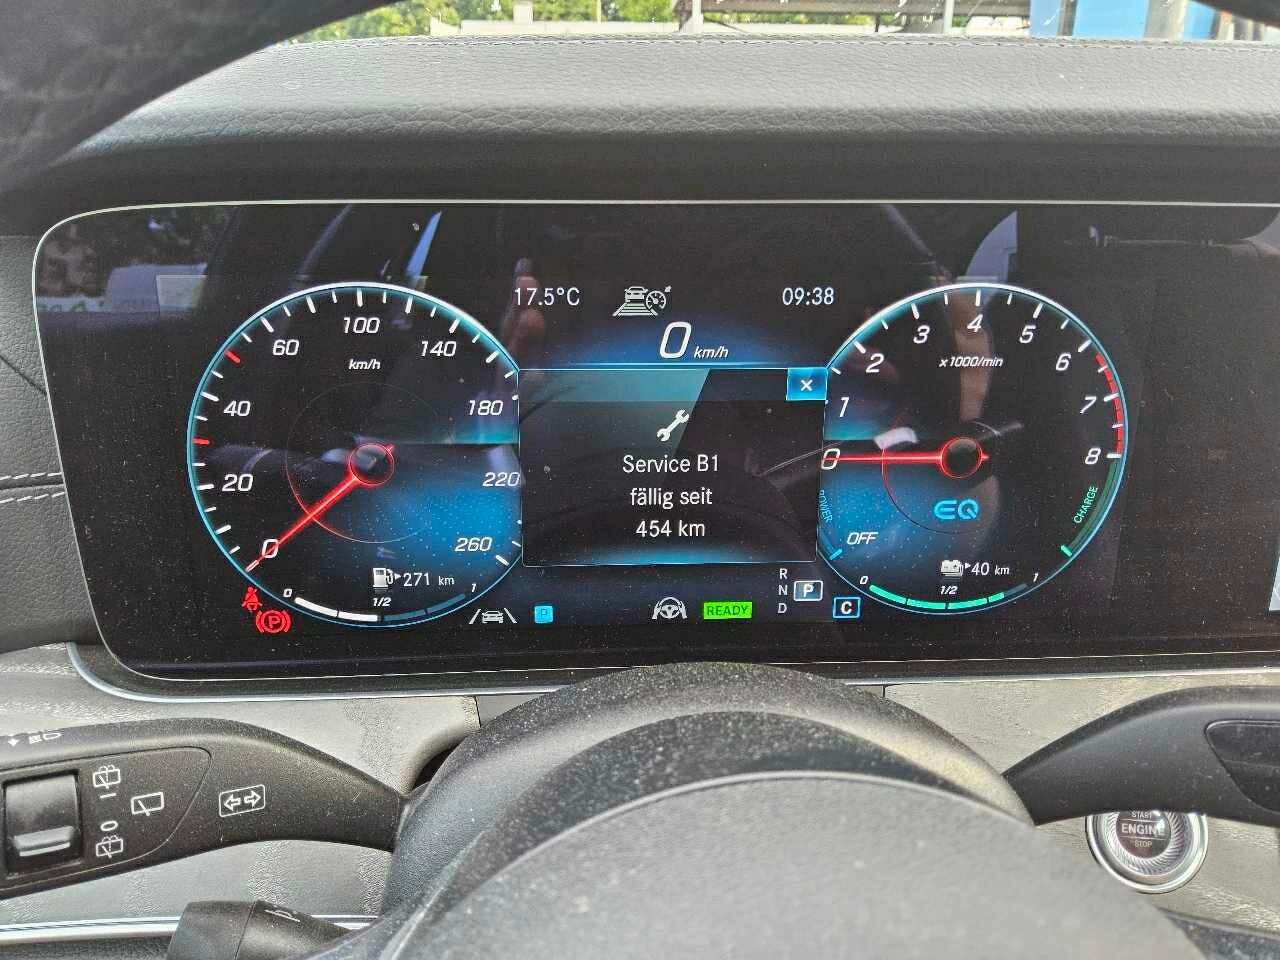 17.5°C
09:38
0 km/h
×
Service B1
fällig seit
454 km
0
20
40
60
100
140
180
220
260
km/h
271 km
0
1/2
1
0
1
2
3
4
5
6
7
8
x1000/min
EQ
POWER
OFF
CHARGE
40 km
0
1/2
1
R
N
P
D
C
READY
P
P
I
0
START
ENGINE
STOP